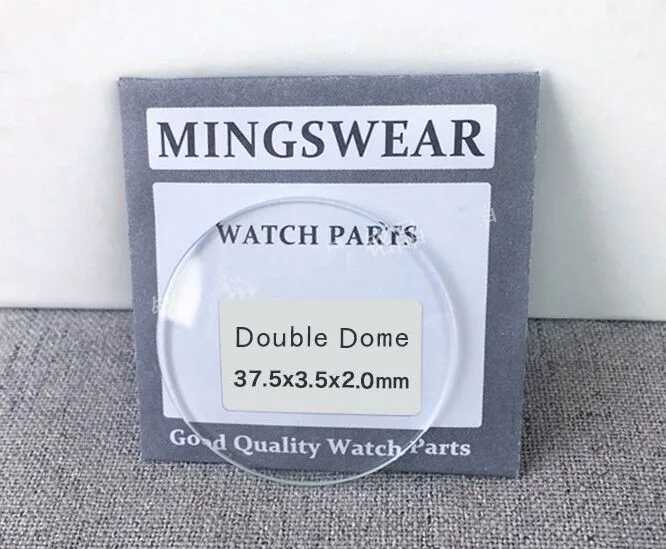 MINGSWEAR
WATCH PARTS
Double Dome
37.5x3.5x2.0mm
Good Quality Watch Parts